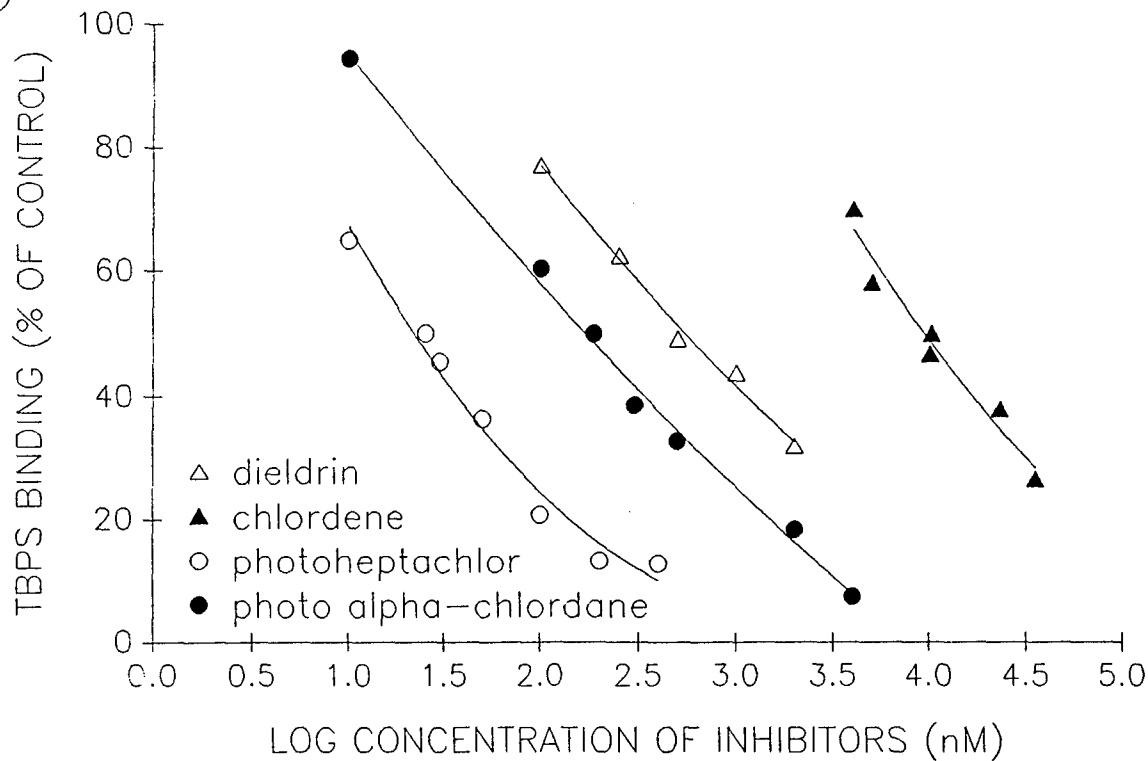 TBPS BINDING (% OF CONTROL)
100
80
60
40
20
0
dieldrin
chlordene
photoheptachlor
photo alpha-chlordane
0.0 0.5 1.0 1.5 2.0 2.5 3.0 3.5 4.0 4.5 5.0
LOG CONCENTRATION OF INHIBITORS (nM)